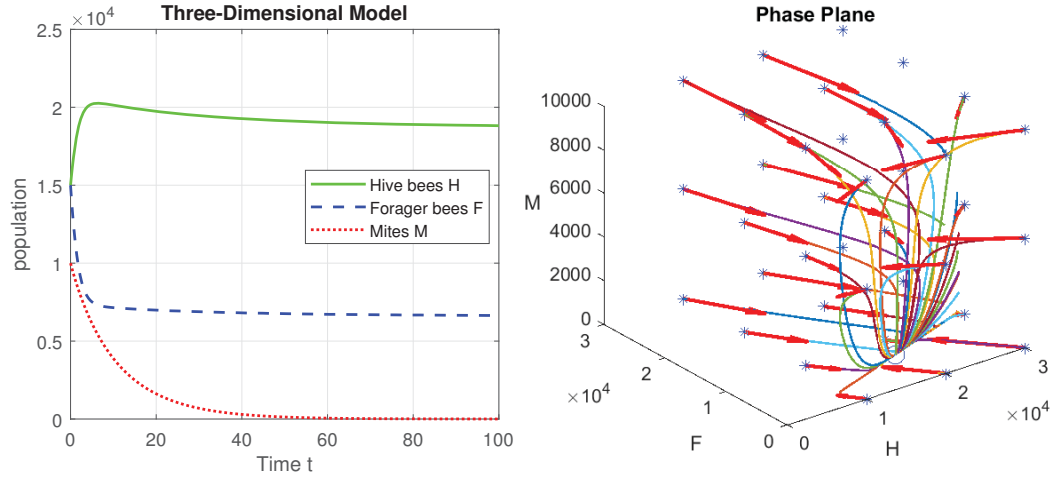 Three-Dimensional Model
×10⁴
2.5
2
1.5
1
0.5
0
population
0 20 40 60 80 100
Time t
Hive bees H
Forager bees F
Mites M
Phase Plane
10000
8000
6000
4000
2000
0
M
3
2
1
0
×10⁴
F
0
1
2
3
×10⁴
H